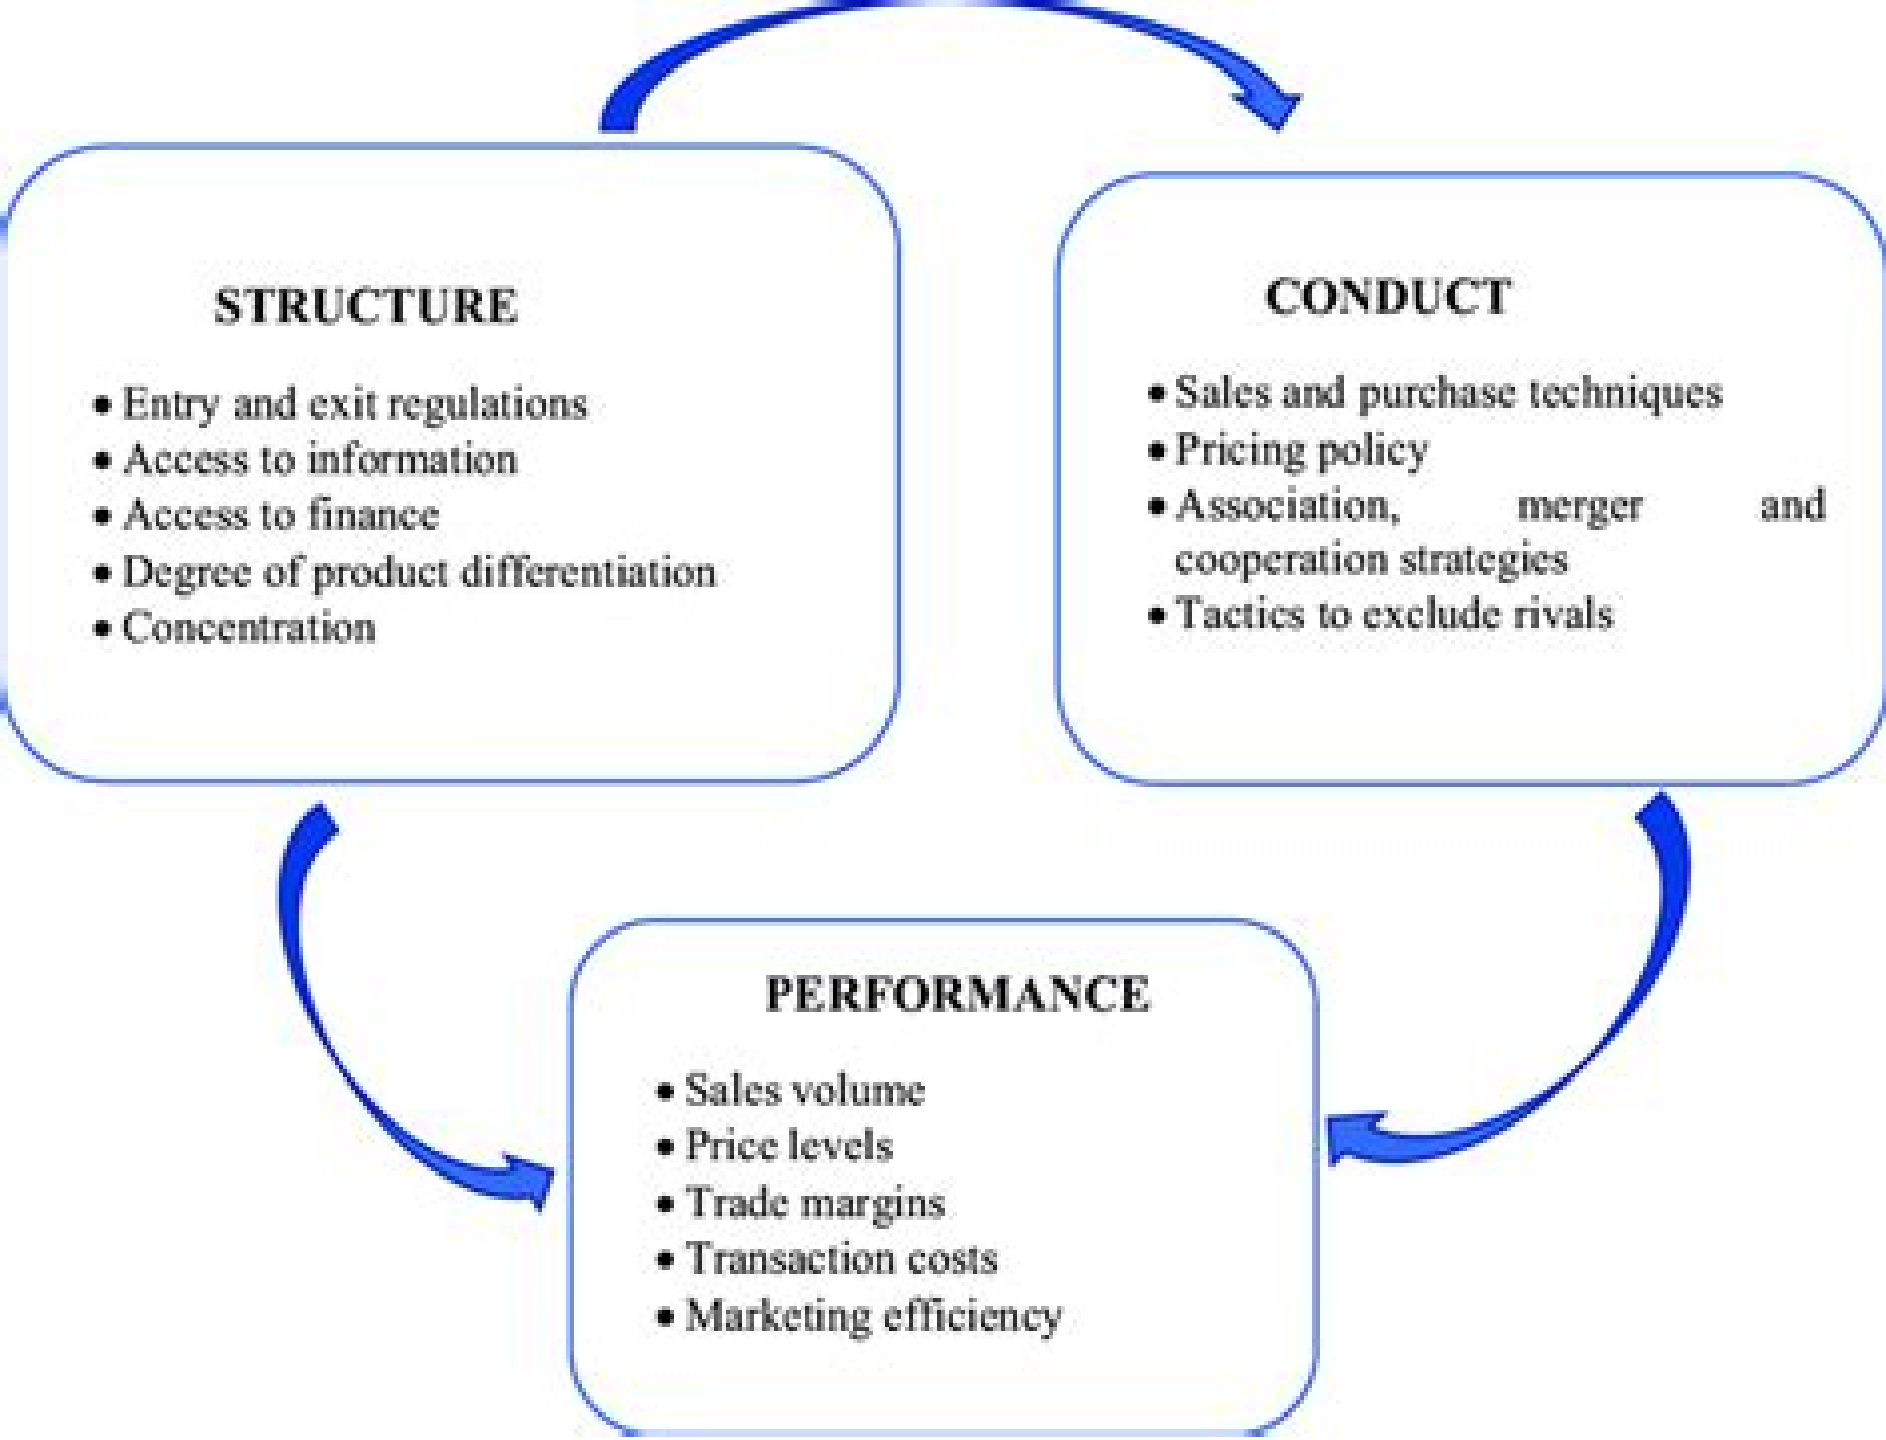 STRUCTURE
• Entry and exit regulations
• Access to information
• Access to finance
• Degree of product differentiation
• Concentration
CONDUCT
• Sales and purchase techniques
• Pricing policy
• Association, merger and
cooperation strategies
• Tactics to exclude rivals
PERFORMANCE
• Sales volume
• Price levels
• Trade margins
• Transaction costs
• Marketing efficiency